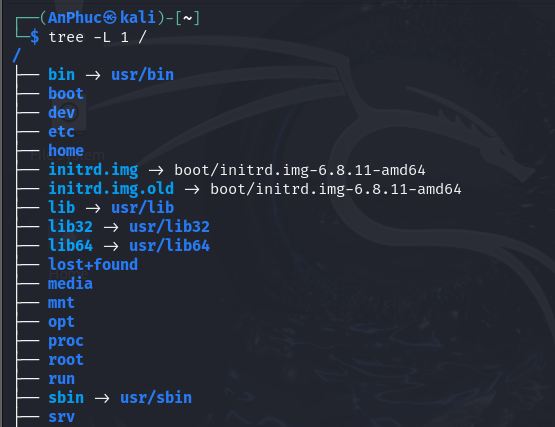 ┌──(AnPhuc㉿kali)-[~]
└─$ tree -L 1 /
/
├── bin -> usr/bin
├── boot
├── dev
├── etc
├── home
├── initrd.img -> boot/initrd.img-6.8.11-amd64
├── initrd.img.old -> boot/initrd.img-6.8.11-amd64
├── lib -> usr/lib
├── lib32 -> usr/lib32
├── lib64 -> usr/lib64
├── lost+found
├── media
├── mnt
├── opt
├── proc
├── root
├── run
├── sbin -> usr/sbin
├── srv